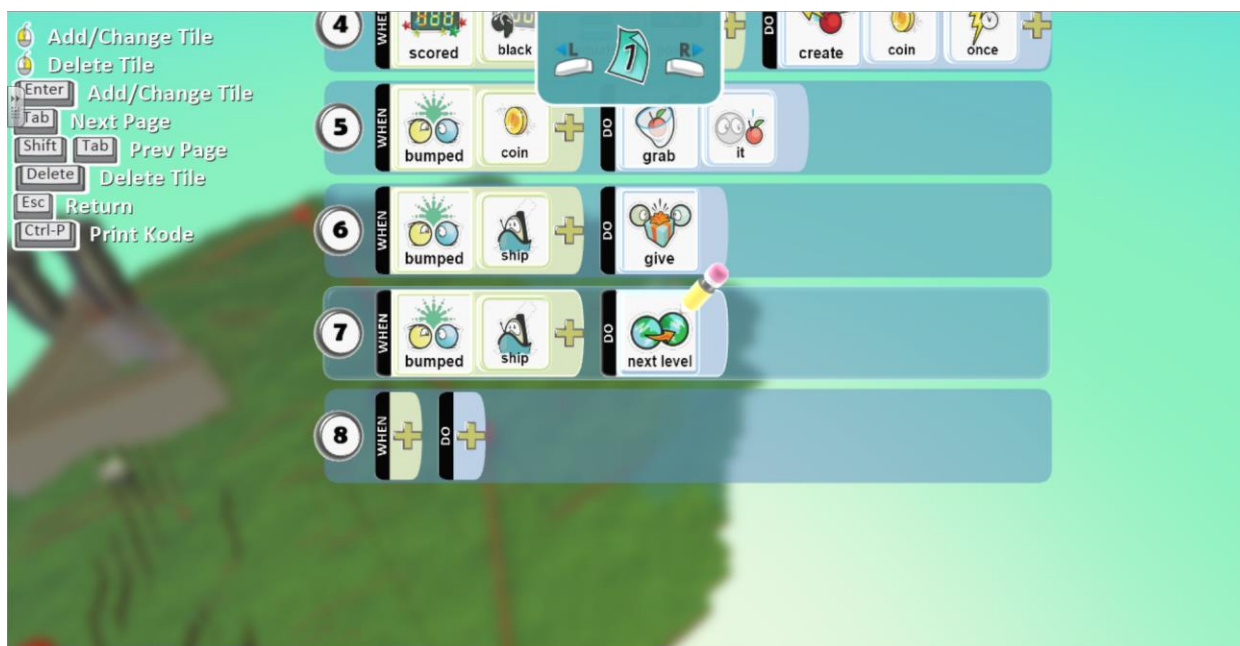 Add/Change Tile
Delete Tile
Enter Add/Change Tile
Tab Next Page
Shift Tab Prev Page
Delete Delete Tile
Esc Return
Ctrl-P Print Kode
L 1 R
4 WHEN scored black DO create coin once
5 WHEN bumped coin DO grab it
6 WHEN bumped ship DO give
7 WHEN bumped ship DO next level
8 WHEN DO